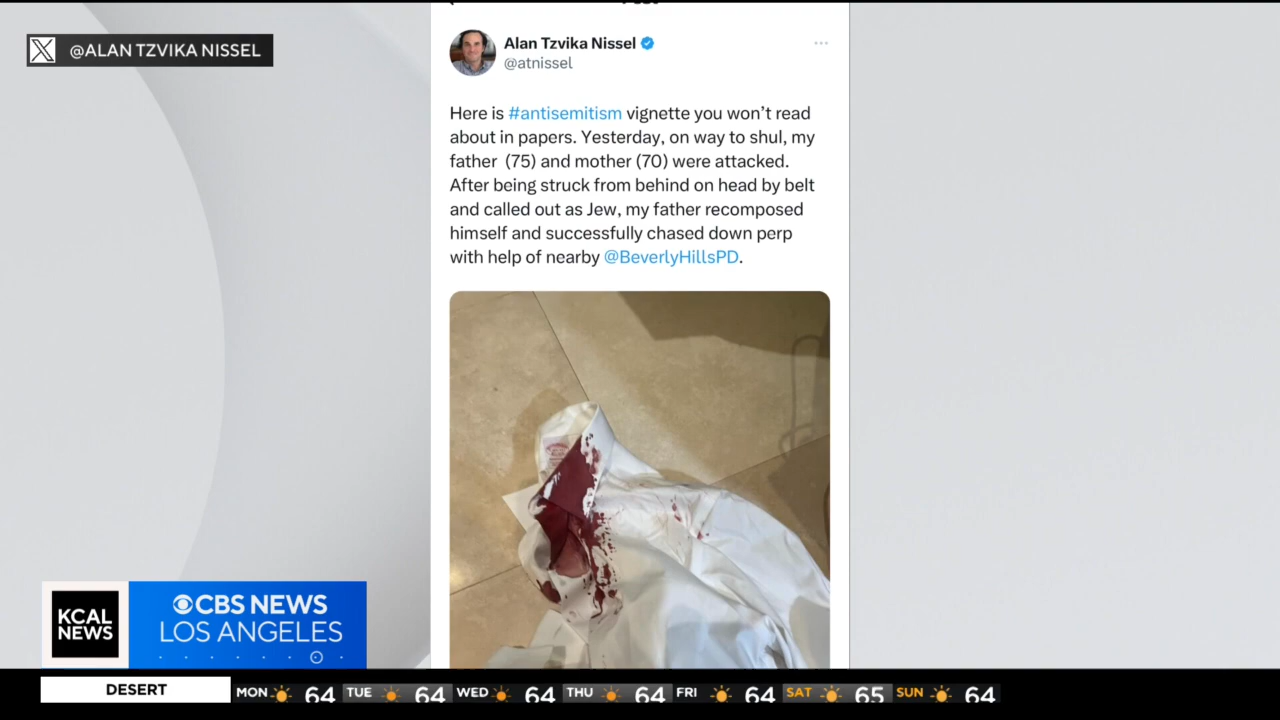 @ALAN TZVIKA NISSEL
Alan Tzvika Nissel
@atnissel
Here is #antisemitism vignette you won't read
about in papers. Yesterday, on way to shul, my
father (75) and mother (70) were attacked.
After being struck from behind on head by belt
and called out as Jew, my father recomposed
himself and successfully chased down perp
with help of nearby @BeverlyHillsPD.
KCAL
NEWS
CBS NEWS
LOS ANGELES
DESERT
MON 64 TUE 64 WED 64 THU 64 FRI 64 SAT 65 SUN 64